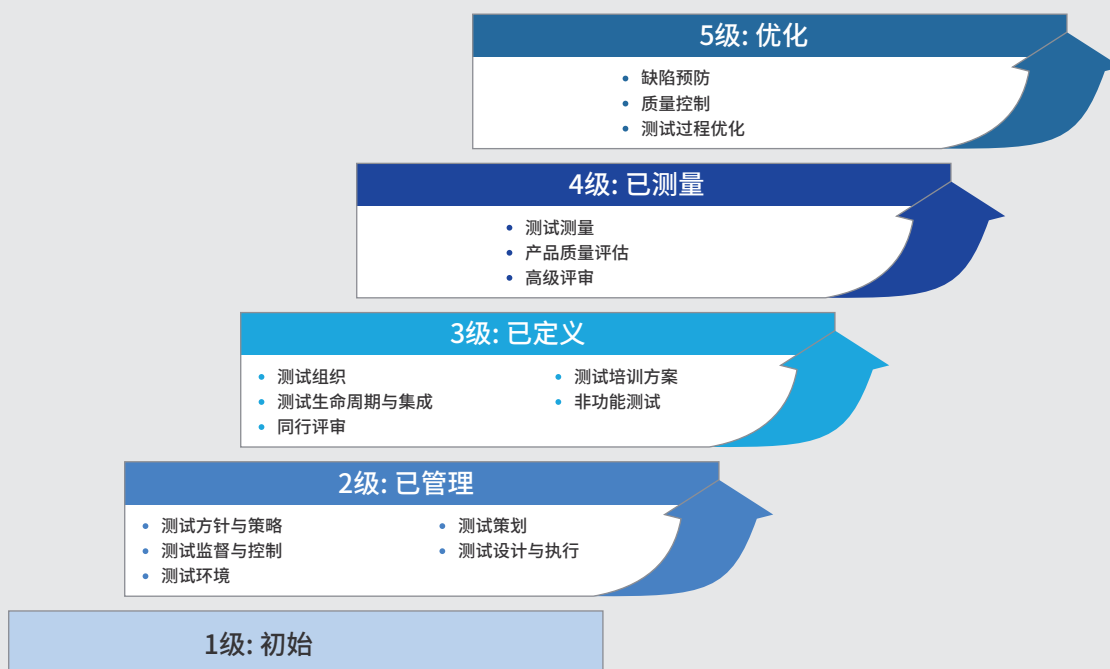 5级: 优化
缺陷预防
质量控制
测试过程优化
4级: 已测量
测试测量
产品质量评估
高级评审
3级: 已定义
测试组织
测试生命周期与集成
同行评审
测试培训方案
非功能测试
2级: 已管理
测试方针与策略
测试监督与控制
测试环境
测试策划
测试设计与执行
1级: 初始